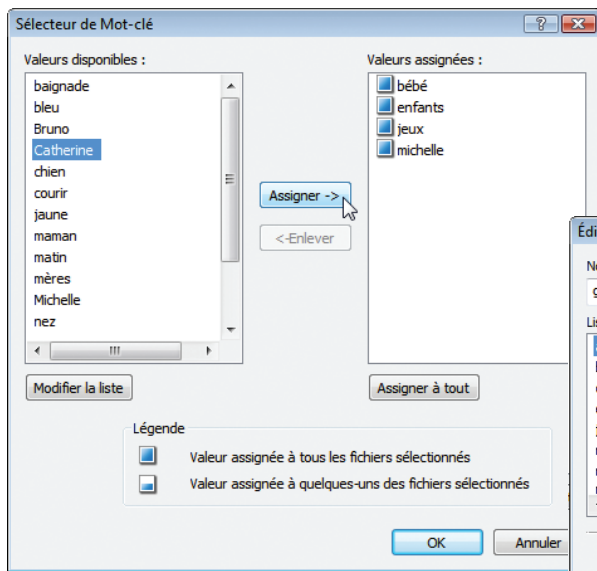 Sélecteur de Mot-clé
Valeurs disponibles :
baignade
bleu
Bruno
Catherine
chien
courir
jaune
maman
matin
mères
Michelle
nez
Modifier la liste
Assigner ->
<-Enlever
Valeurs assignées :
bébé
enfants
jeux
michelle
Assigner à tout
Légende
Valeur assignée à tous les fichiers sélectionnés
Valeur assignée à quelques-uns des fichiers sélectionnés
OK
Annuler